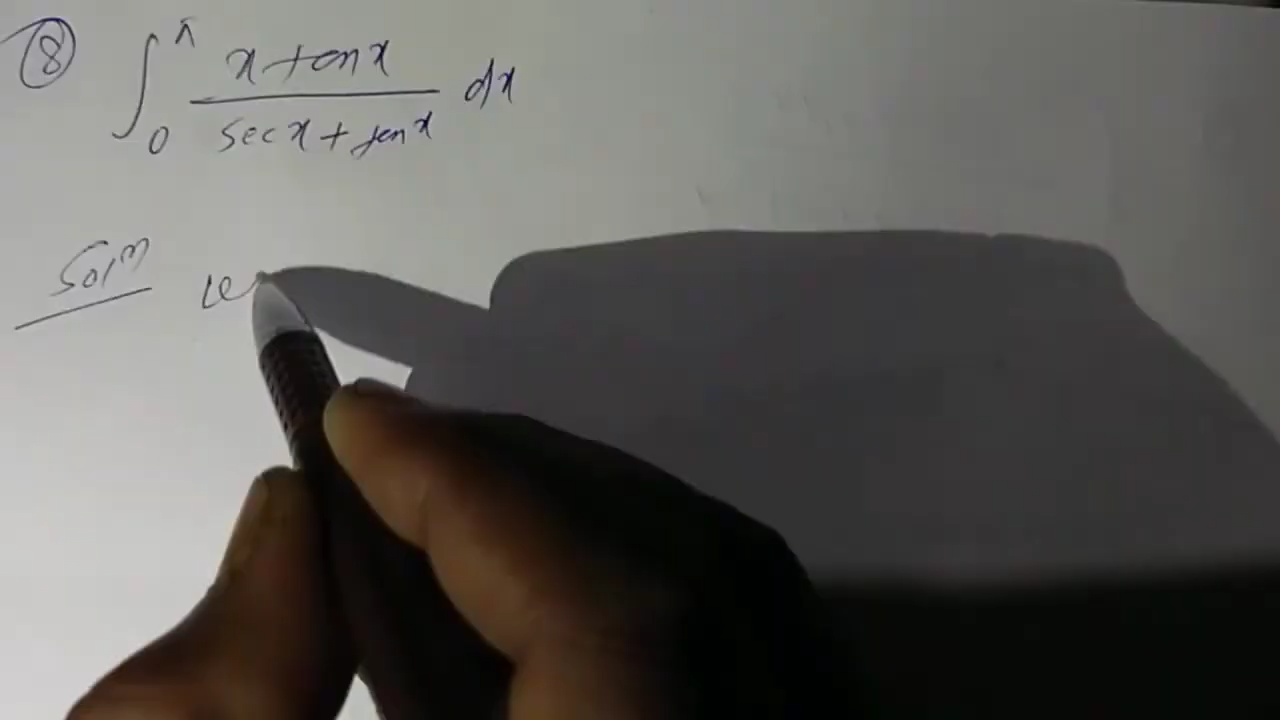 ⑧ ∫₀^π (x tan x)/(sec x + tan x) dx
Solⁿ le